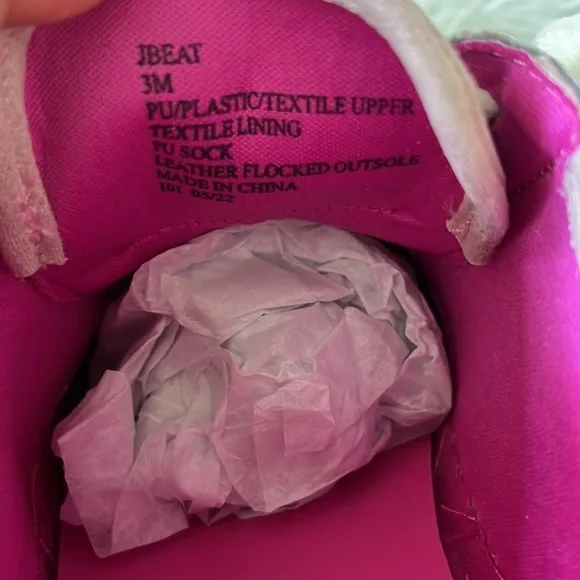 JBEAT
3M
PU/PLASTIC/TEXTILE UPPER
TEXTILE LINING
PU SOCK
LEATHER FLOCKED OUTSOLE
MADE IN CHINA
101 05/22